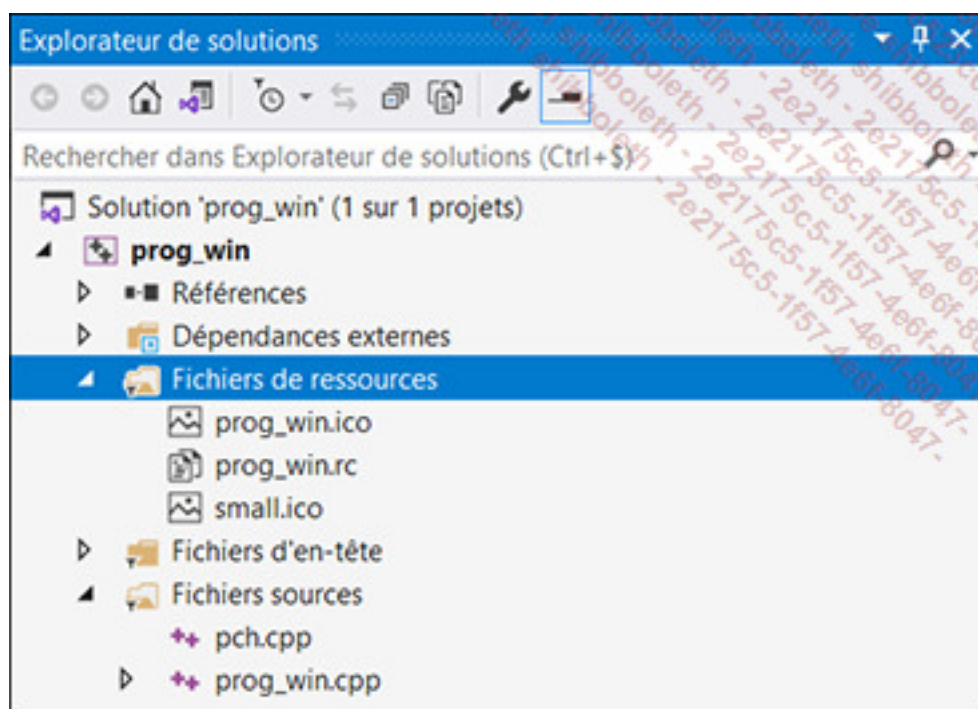 Explorateur de solutions
Rechercher dans Explorateur de solutions (Ctrl+$)
Solution 'prog_win' (1 sur 1 projets)
prog_win
Références
Dépendances externes
Fichiers de ressources
prog_win.ico
prog_win.rc
small.ico
Fichiers d'en-tête
Fichiers sources
pch.cpp
prog_win.cpp